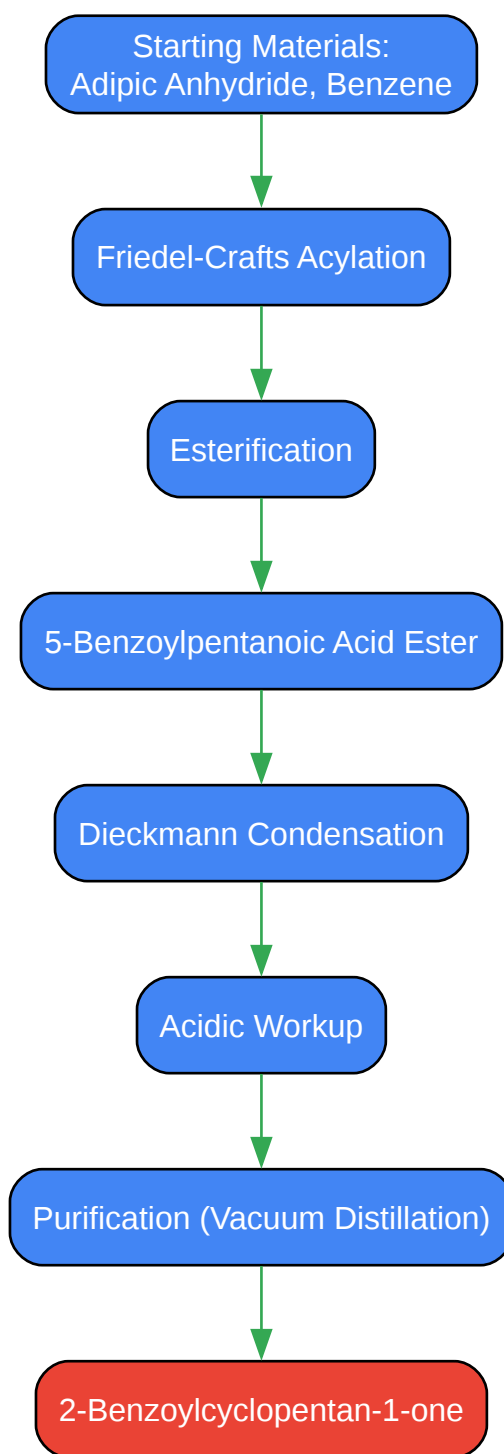 Starting Materials:
Adipic Anhydride, Benzene
Friedel-Crafts Acylation
Esterification
5-Benzoylpentanoic Acid Ester
Dieckmann Condensation
Acidic Workup
Purification (Vacuum Distillation)
2-Benzoylcyclopentan-1-one